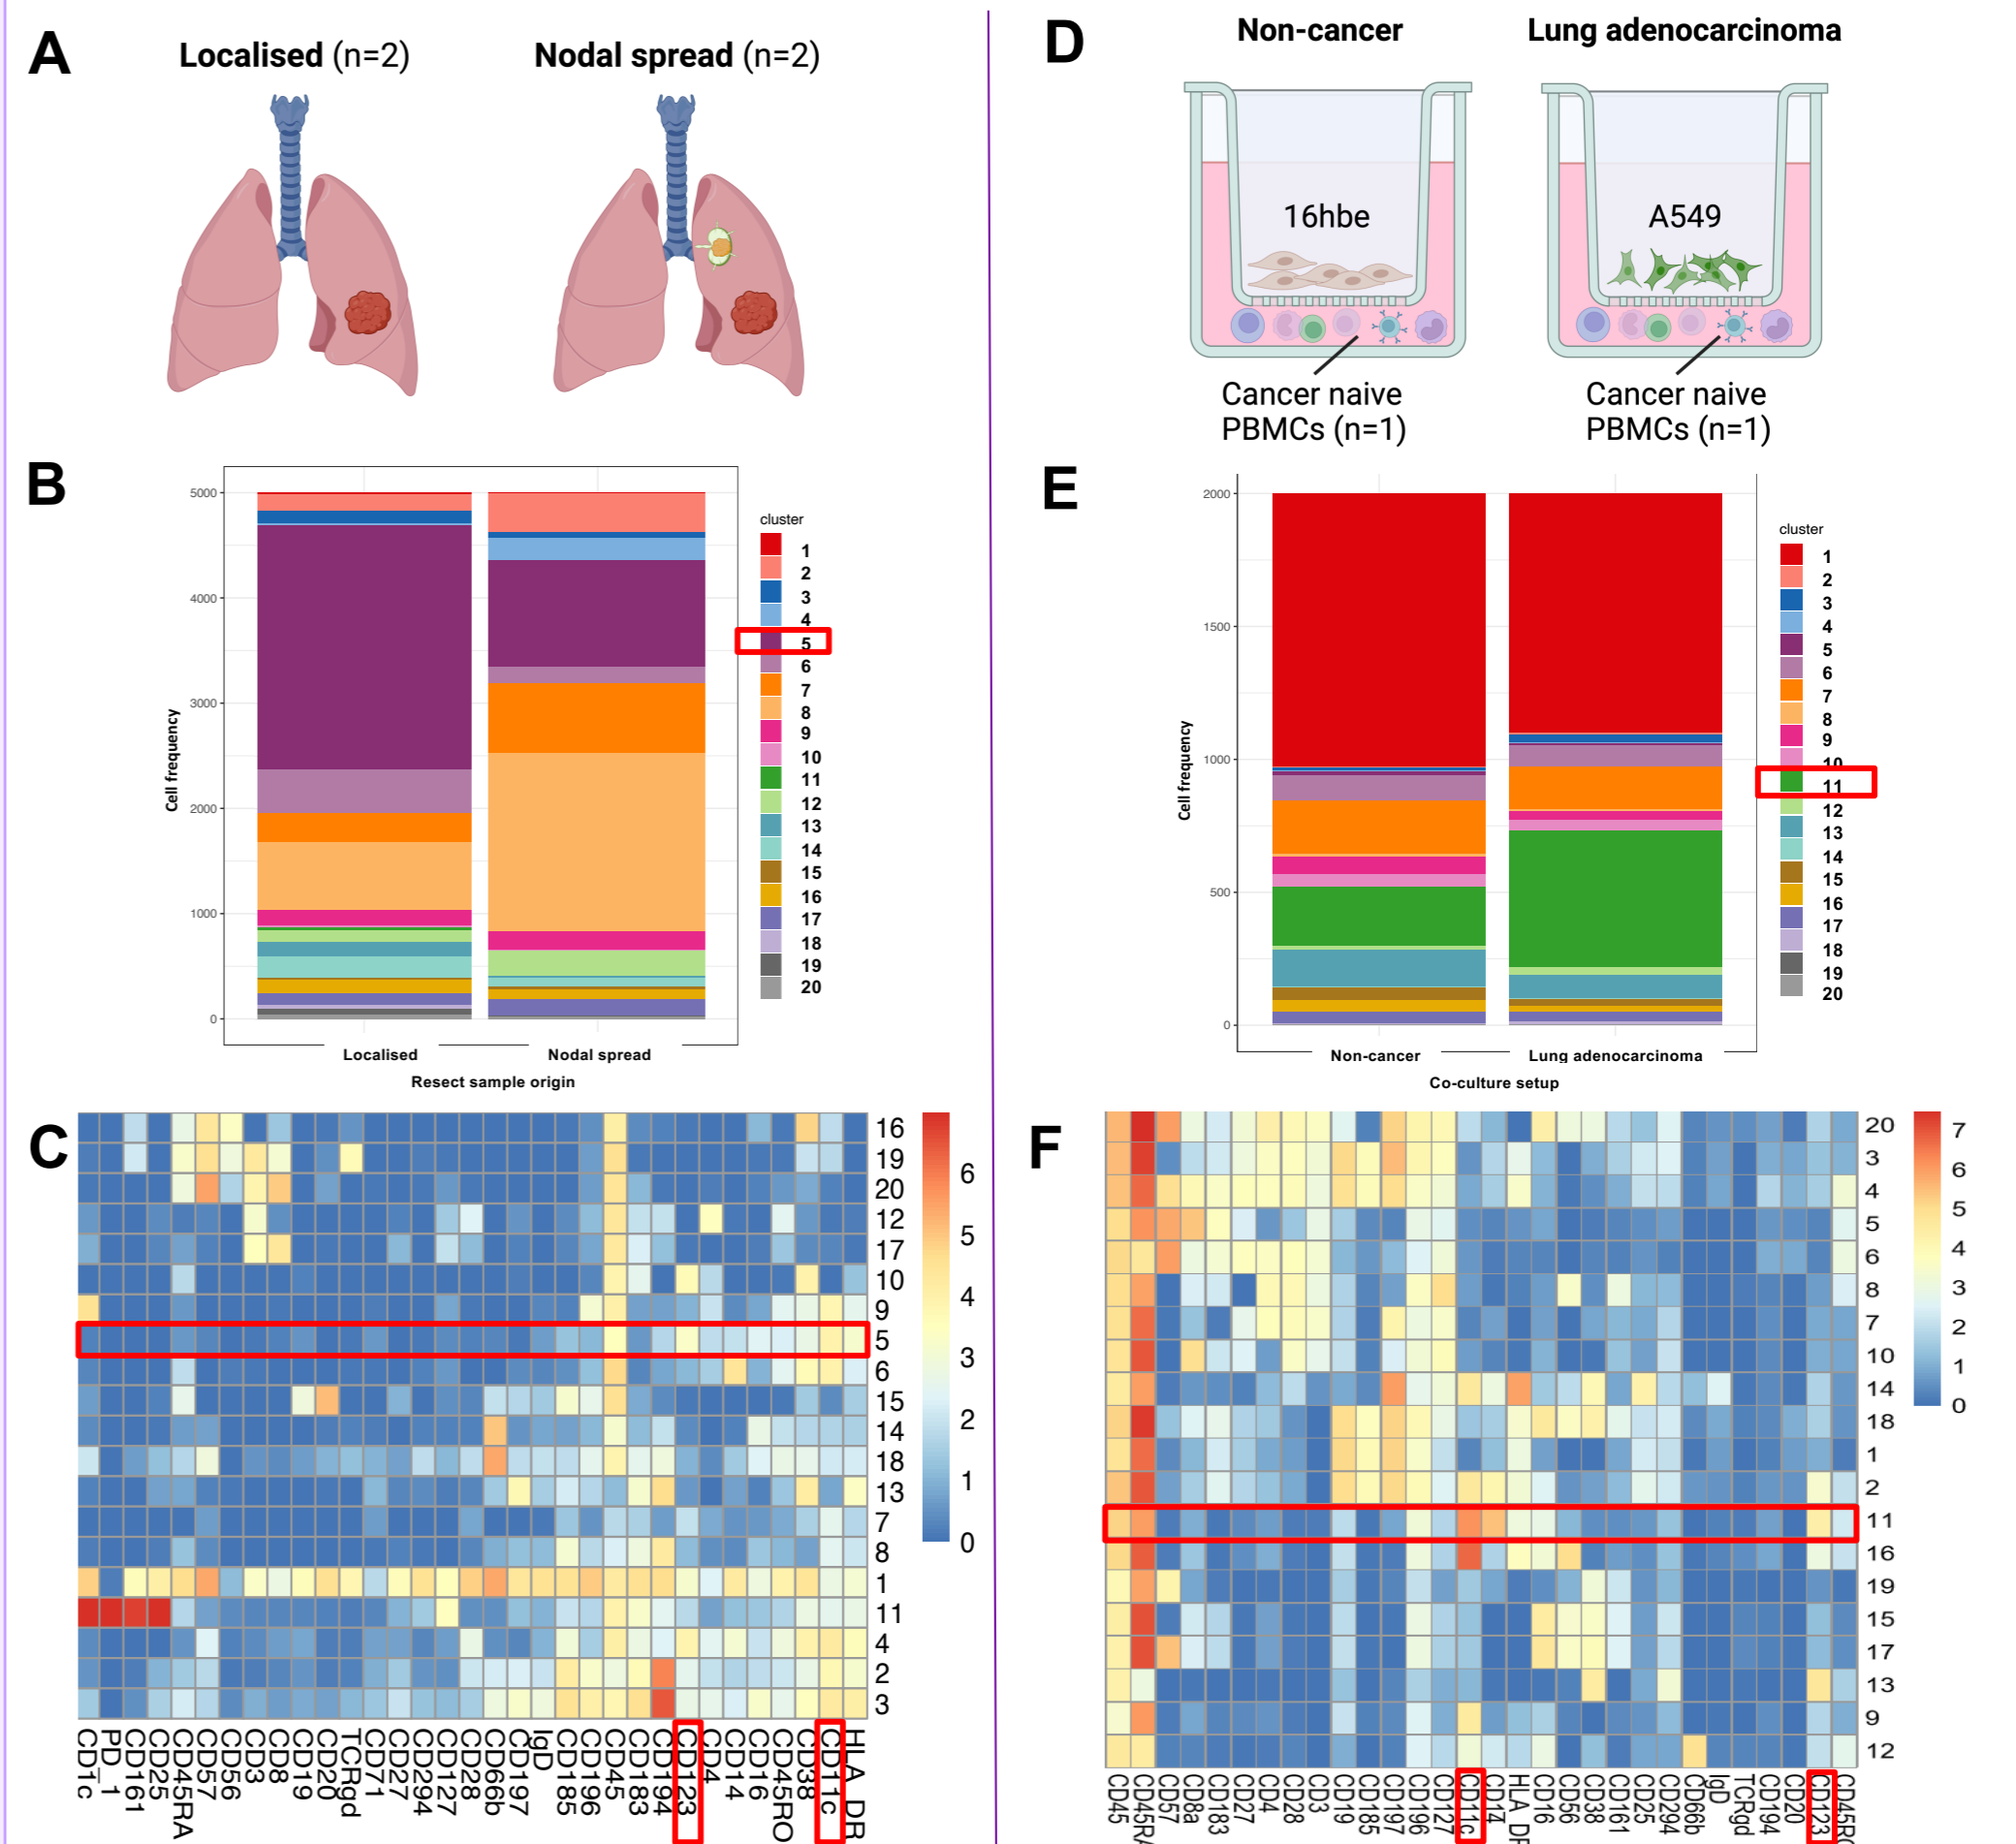 A
Localised (n=2)
Nodal spread (n=2)
B
5000
4000
3000
2000
1000
0
Cell frequency
Localised
Nodal spread
Resect sample origin
cluster
1
2
3
4
5
6
7
8
9
10
11
12
13
14
15
16
17
18
19
20
C
16
19
20
12
17
10
9
5
6
15
14
18
13
7
8
1
11
4
2
3
6
5
4
3
2
1
0
CD1c
PD_1
CD161
CD25
CD45RA
CD57
CD56
CD3
CD8
CD19
CD20
TCRgd
CD71
CD27
CD294
CD127
CD28
CD66b
CD197
IgD
CD185
CD196
CD45
CD183
CD194
CD123
CD4
CD14
CD16
CD45RO
CD38
CD11c
HLA_DR
D
Non-cancer
Lung adenocarcinoma
16hbe
A549
Cancer naive
PBMCs (n=1)
Cancer naive
PBMCs (n=1)
E
2000
1500
1000
500
0
Cell frequency
Non-cancer
Lung adenocarcinoma
Co-culture setup
cluster
1
2
3
4
5
6
7
8
9
10
11
12
13
14
15
16
17
18
19
20
F
20
3
4
5
6
8
7
10
14
18
1
2
11
16
19
15
17
13
9
12
7
6
5
4
3
2
1
0
CD45
CD45RA
CD57
CD8a
CD183
CD27
CD4
CD28
CD3
CD19
CD185
CD197
CD196
CD127
CD11c
CD14
HLA_DR
CD16
CD56
CD38
CD161
CD25
CD294
CD66b
IgD
TCRgd
CD194
CD20
CD123
CD45RO